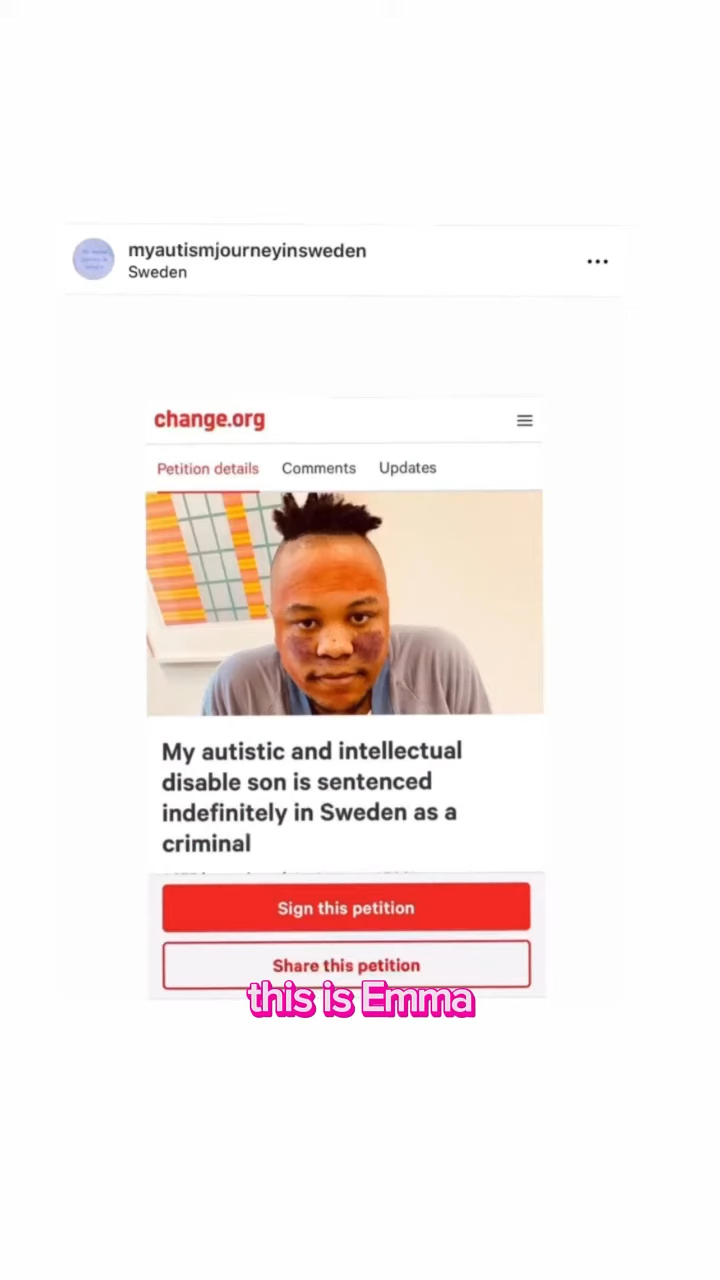 myautismjourneyinsweden
Sweden
change.org
Petition details
Comments
Updates
My autistic and intellectual
disable son is sentenced
indefinitely in Sweden as a
criminal
Sign this petition
Share this petition
this is Emma